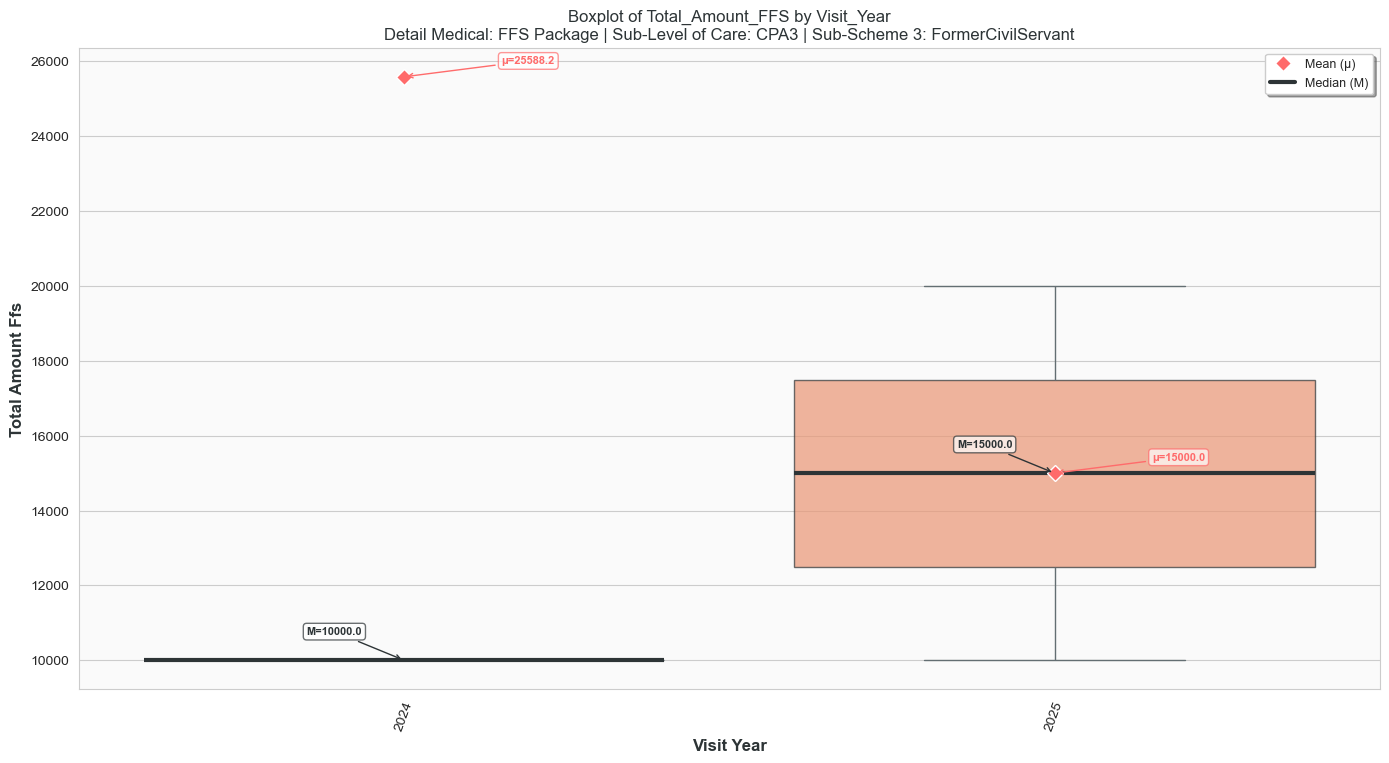 Boxplot of Total_Amount_FFS by Visit_Year
Detail Medical: FFS Package | Sub-Level of Care: CPA3 | Sub-Scheme 3: FormerCivilServant
Mean (μ)
Median (M)
Total Amount Ffs
26000
24000
22000
20000
18000
16000
14000
12000
10000
μ=25588.2
M=10000.0
M=15000.0
μ=15000.0
2024
2025
Visit Year